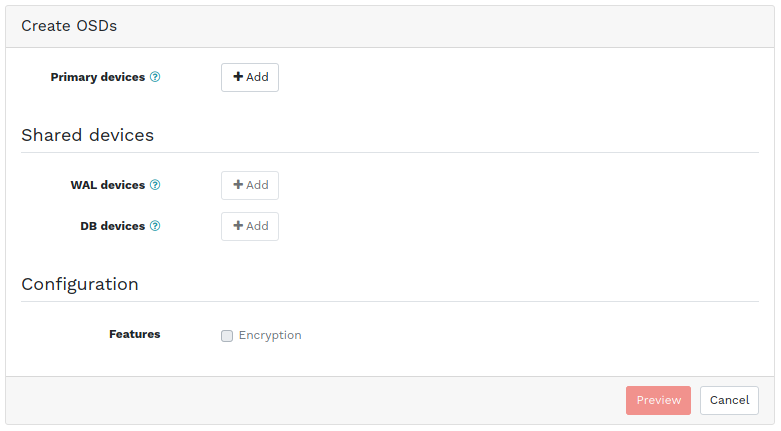 Create OSDs
Primary devices ? + Add
Shared devices
WAL devices ? + Add
DB devices ? + Add
Configuration
Features Encryption
Preview Cancel